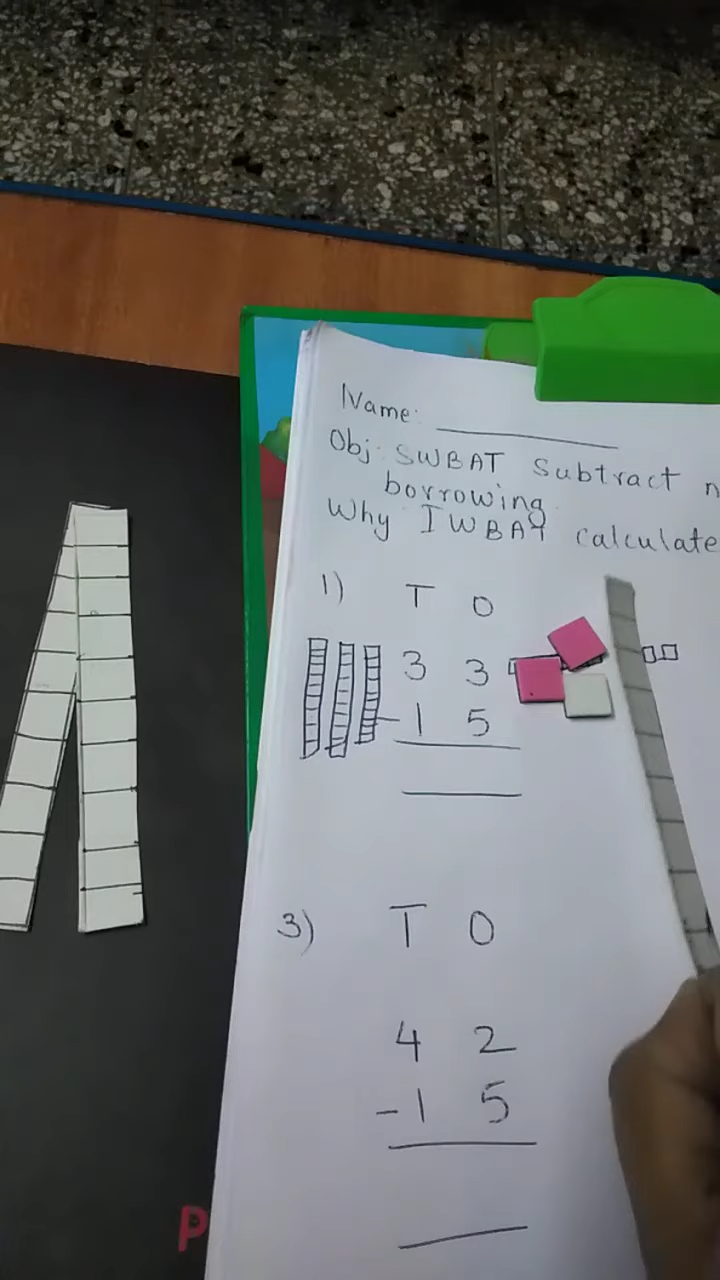 Name:
Obj: SWBAT Subtract
borrowing
Why IWBAT calculate
1) T O
3 3
-1 5
3) T O
4 2
-1 5
P